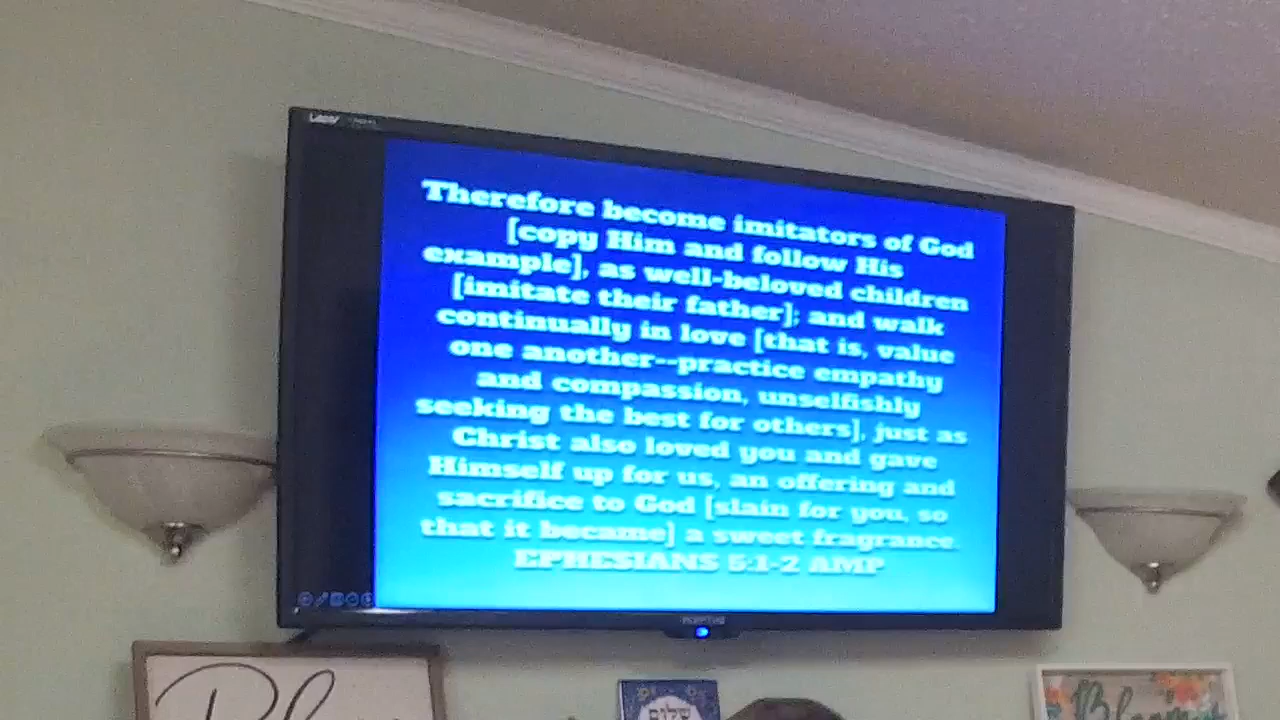 Therefore become imitators of God
[copy Him and follow His
example], as well-beloved children
[imitate their father]; and walk
continually in love [that is, value
one another--practice empathy
and compassion, unselfishly
seeking the best for others], just as
Christ also loved you and gave
Himself up for us, an offering and
sacrifice to God [slain for you, so
that it became] a sweet fragrance.
EPHESIANS 5:1-2 AMP
שלום